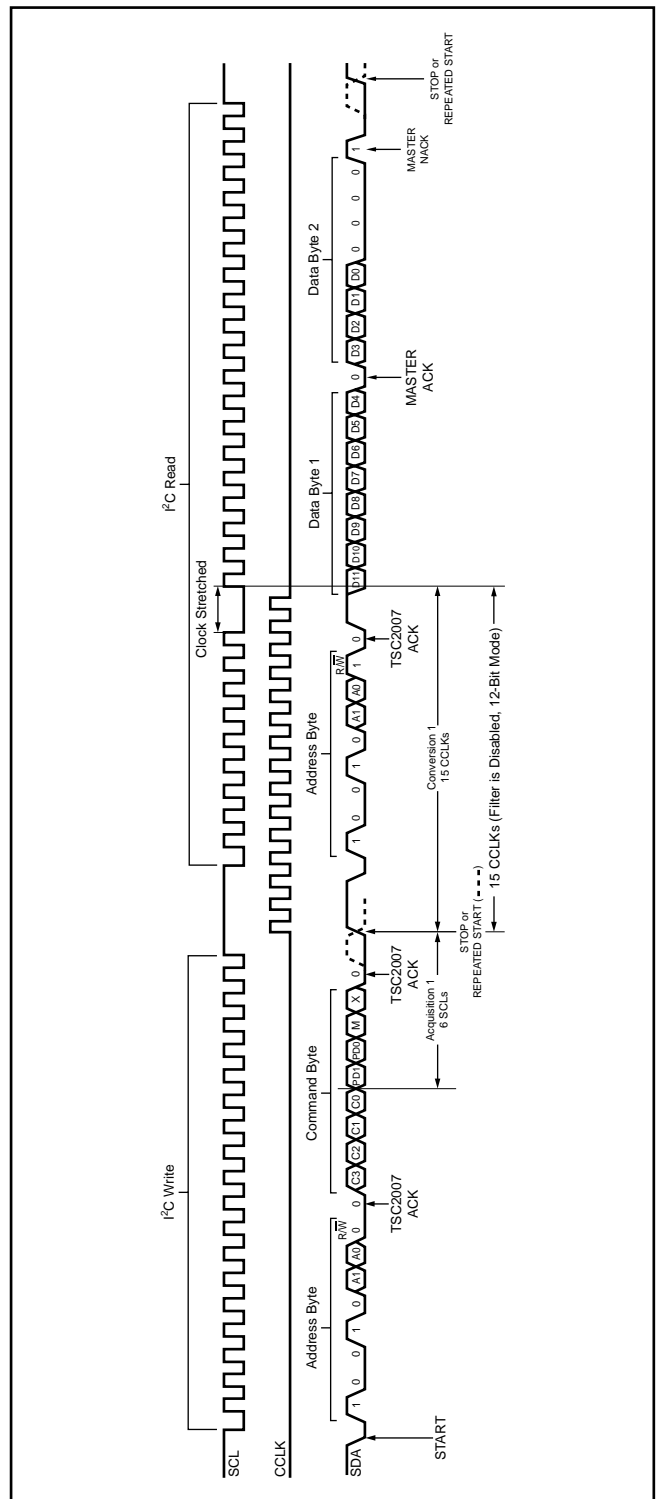 I²C Write
I²C Read
Clock Stretched
SCL
CCLK
Address Byte
Command Byte
Address Byte
Data Byte 1
Data Byte 2
R/W
R/W
SDA
1 0 0 1 0 A1 A0 0 0 C3 C2 C1 C0 PD1 PD0 M X 0 1 0 0 1 0 A1 A0 1 0 D11 D10 D9 D8 D7 D6 D5 D4 0 D3 D2 D1 D0 0 0 0 0 1
START
TSC2007
ACK
TSC2007
ACK
STOP or
REPEATED START (---)
TSC2007
ACK
MASTER
ACK
MASTER
NACK
STOP or
REPEATED START
Acquisition 1
6 SCLs
Conversion 1
15 CCLKs
15 CCLKs (Filter is Disabled, 12-Bit Mode)